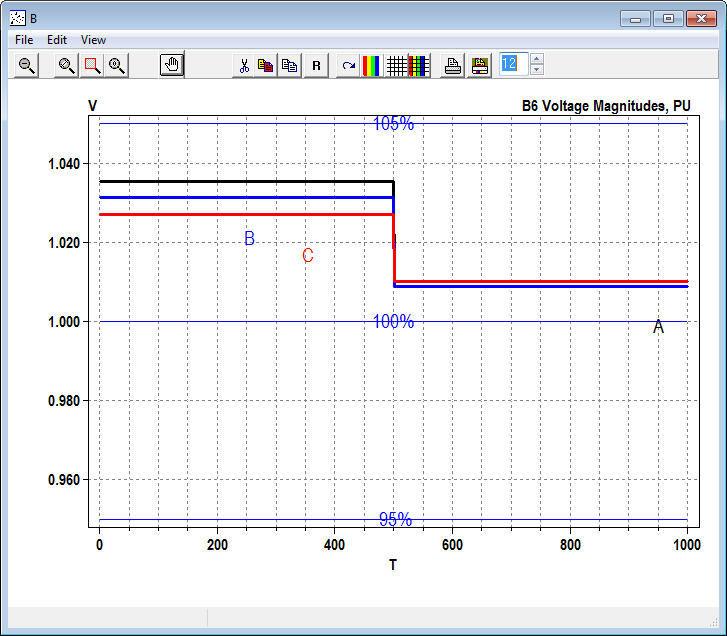 B
File Edit View
R 12
V B6 Voltage Magnitudes, PU
105%
1.040
1.020
B
C
1.000
100%
A
0.980
0.960
95%
0 200 400 600 800 1000
T